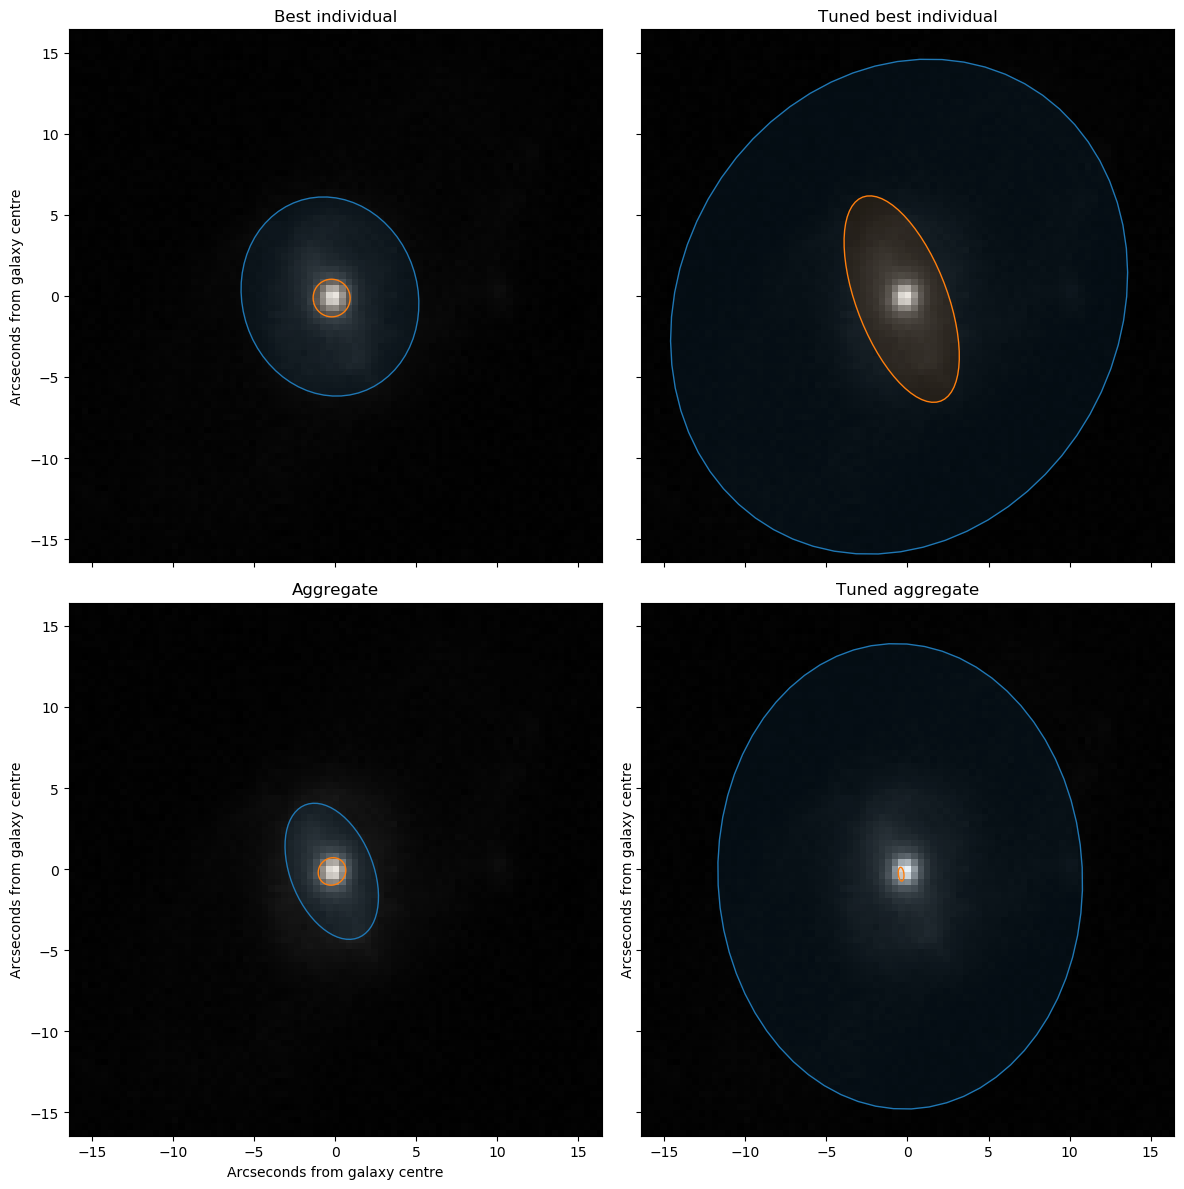 Best individual
Tuned best individual
15
10
5
0
−5
−10
−15
Arcseconds from galaxy centre
Aggregate
Tuned aggregate
15
10
5
0
−5
−10
−15
Arcseconds from galaxy centre
Arcseconds from galaxy centre
−15 −10 −5 0 5 10 15
−15 −10 −5 0 5 10 15
Arcseconds from galaxy centre